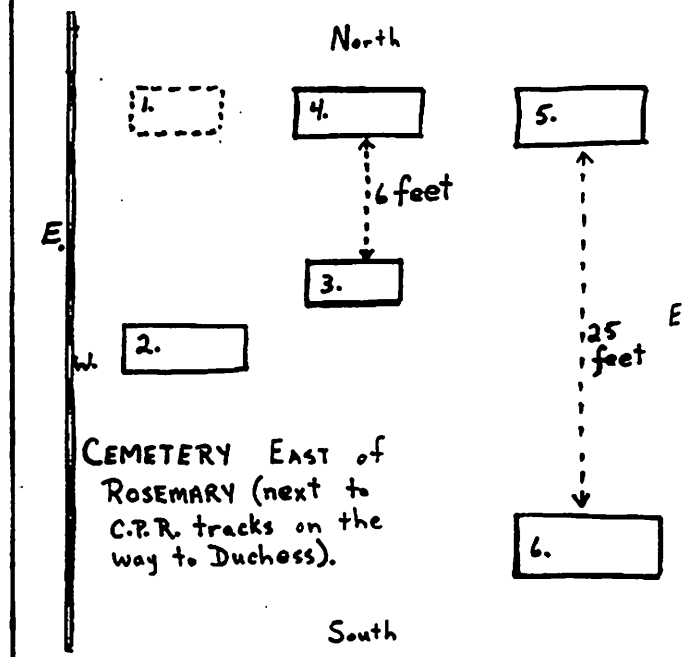 North
1.
4.
5.
6 feet
E.
3.
E
25
feet
2.
W.
CEMETERY EAST of
ROSEMARY (next to
C.P.R. tracks on the
way to Duchess).
6.
South